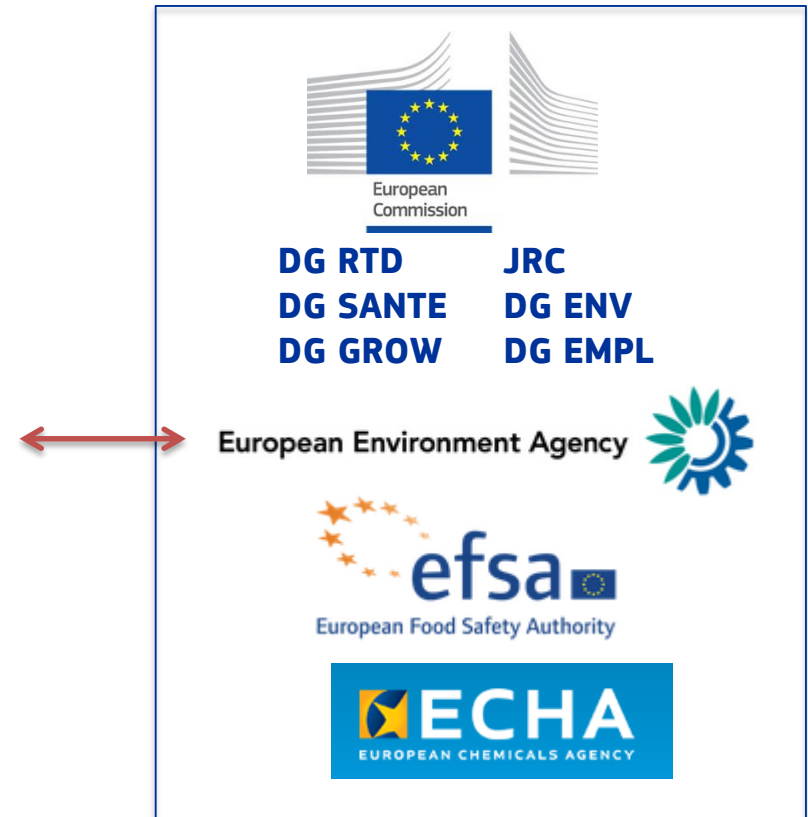 European
Commission
DG RTD JRC
DG SANTE DG ENV
DG GROW DG EMPL
European Environment Agency
efsa
European Food Safety Authority
ECHA
EUROPEAN CHEMICALS AGENCY